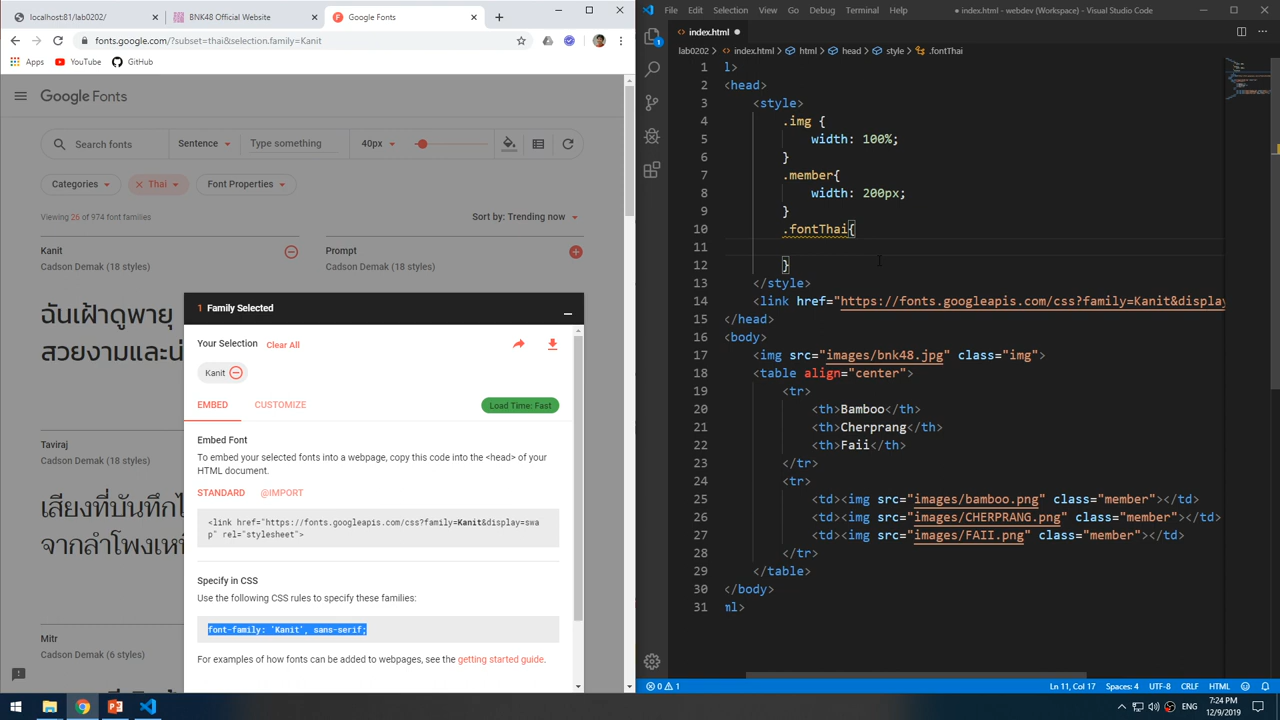 localhost:81/lab0202/
BNK48 Official Website
Google Fonts
fonts.google.com/?subset=thai&selection.family=Kanit
Apps YouTube GitHub
Google Fonts
Search fonts
Sentence
Type something
40px
Categories
Thai
Font Properties
Viewing 26 of 974 font families
Sort by: Trending now
Kanit
Cadson Demak (18 styles)
Prompt
Cadson Demak (18 styles)
ฉันเฝ้าดูพายุ
สวยงามและน่
Taviraj
Cadson Demak (18 styles)
เสียงที่บันทึกไ
จากลำโพงเหนื
Mitr
Cadson Demak (6 styles)
1 Family Selected
Your Selection Clear All
Kanit
EMBED CUSTOMIZE
Load Time: Fast
Embed Font
To embed your selected fonts into a webpage, copy this code into the <head> of your
HTML document.
STANDARD @IMPORT
<link href="https://fonts.googleapis.com/css?family=Kanit&display=swa
p" rel="stylesheet">
Specify in CSS
Use the following CSS rules to specify these families:
font-family: 'Kanit', sans-serif;
For examples of how fonts can be added to webpages, see the getting started guide.
File Edit Selection View Go Debug Terminal Help
● index.html - webdev (Workspace) - Visual Studio Code
index.html
lab0202 > index.html > html > head > style > .fontThai
1 l>
2 <head>
3 <style>
4 .img {
5 width: 100%;
6 }
7 .member{
8 width: 200px;
9 }
10 .fontThai{
11
12 }
13 </style>
14 <link href="https://fonts.googleapis.com/css?family=Kanit&display
15 </head>
16 <body>
17 <img src="images/bnk48.jpg" class="img">
18 <table align="center">
19 <tr>
20 <th>Bamboo</th>
21 <th>Cherprang</th>
22 <th>Faii</th>
23 </tr>
24 <tr>
25 <td><img src="images/bamboo.png" class="member"></td>
26 <td><img src="images/CHERPRANG.png" class="member"></td>
27 <td><img src="images/FAII.png" class="member"></td>
28 </tr>
29 </table>
30 </body>
31 ml>
0 1
Ln 11, Col 17 Spaces: 4 UTF-8 CRLF HTML
ENG
7:24 PM
12/9/2019